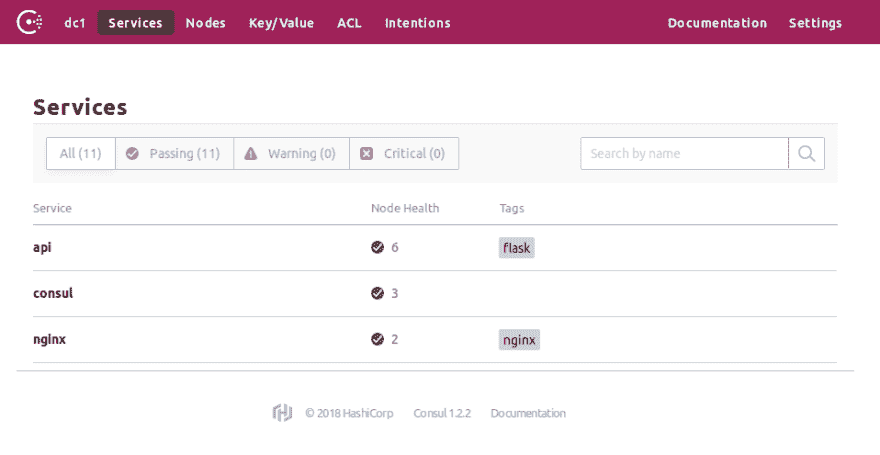 dc1 Services Nodes Key/Value ACL Intentions Documentation Settings
Services
All (11) Passing (11) Warning (0) Critical (0) Search by name
Service Node Health Tags
api 6 flask
consul 3
nginx 2 nginx
© 2018 HashiCorp Consul 1.2.2 Documentation